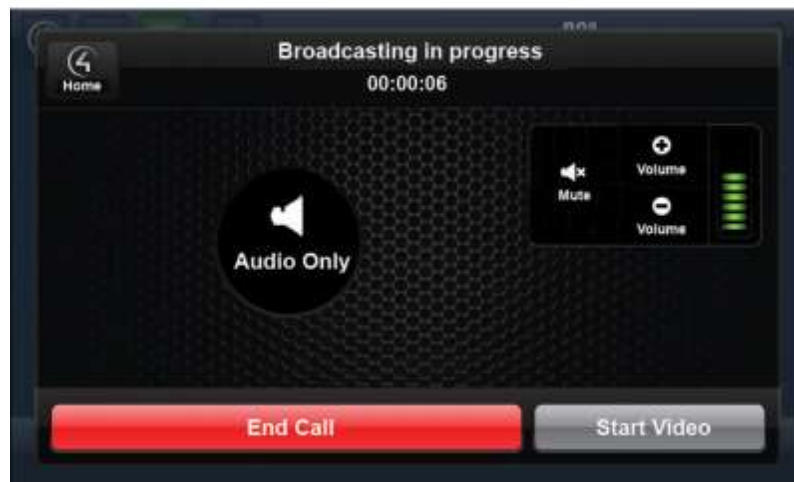 Broadcasting in progress
00:00:06
Home
Mute
Volume
Volume
Audio Only
End Call
Start Video